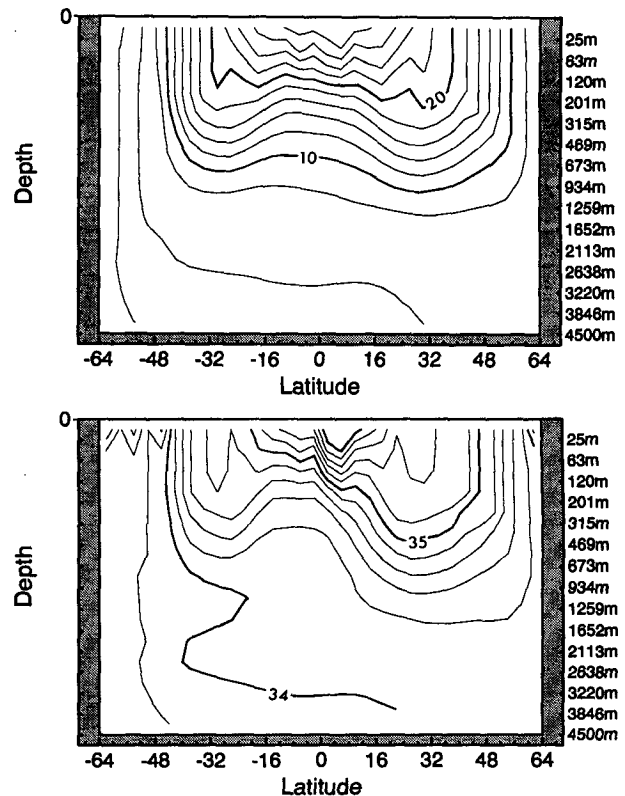 0
25m
63m
120m
201m
315m
469m
673m
934m
1259m
1652m
2113m
2638m
3220m
3846m
4500m
20
10
Depth
-64 -48 -32 -16 0 16 32 48 64
Latitude
0
25m
63m
120m
201m
315m
469m
673m
934m
1259m
1652m
2113m
2638m
3220m
3846m
4500m
35
34
Depth
-64 -48 -32 -16 0 16 32 48 64
Latitude